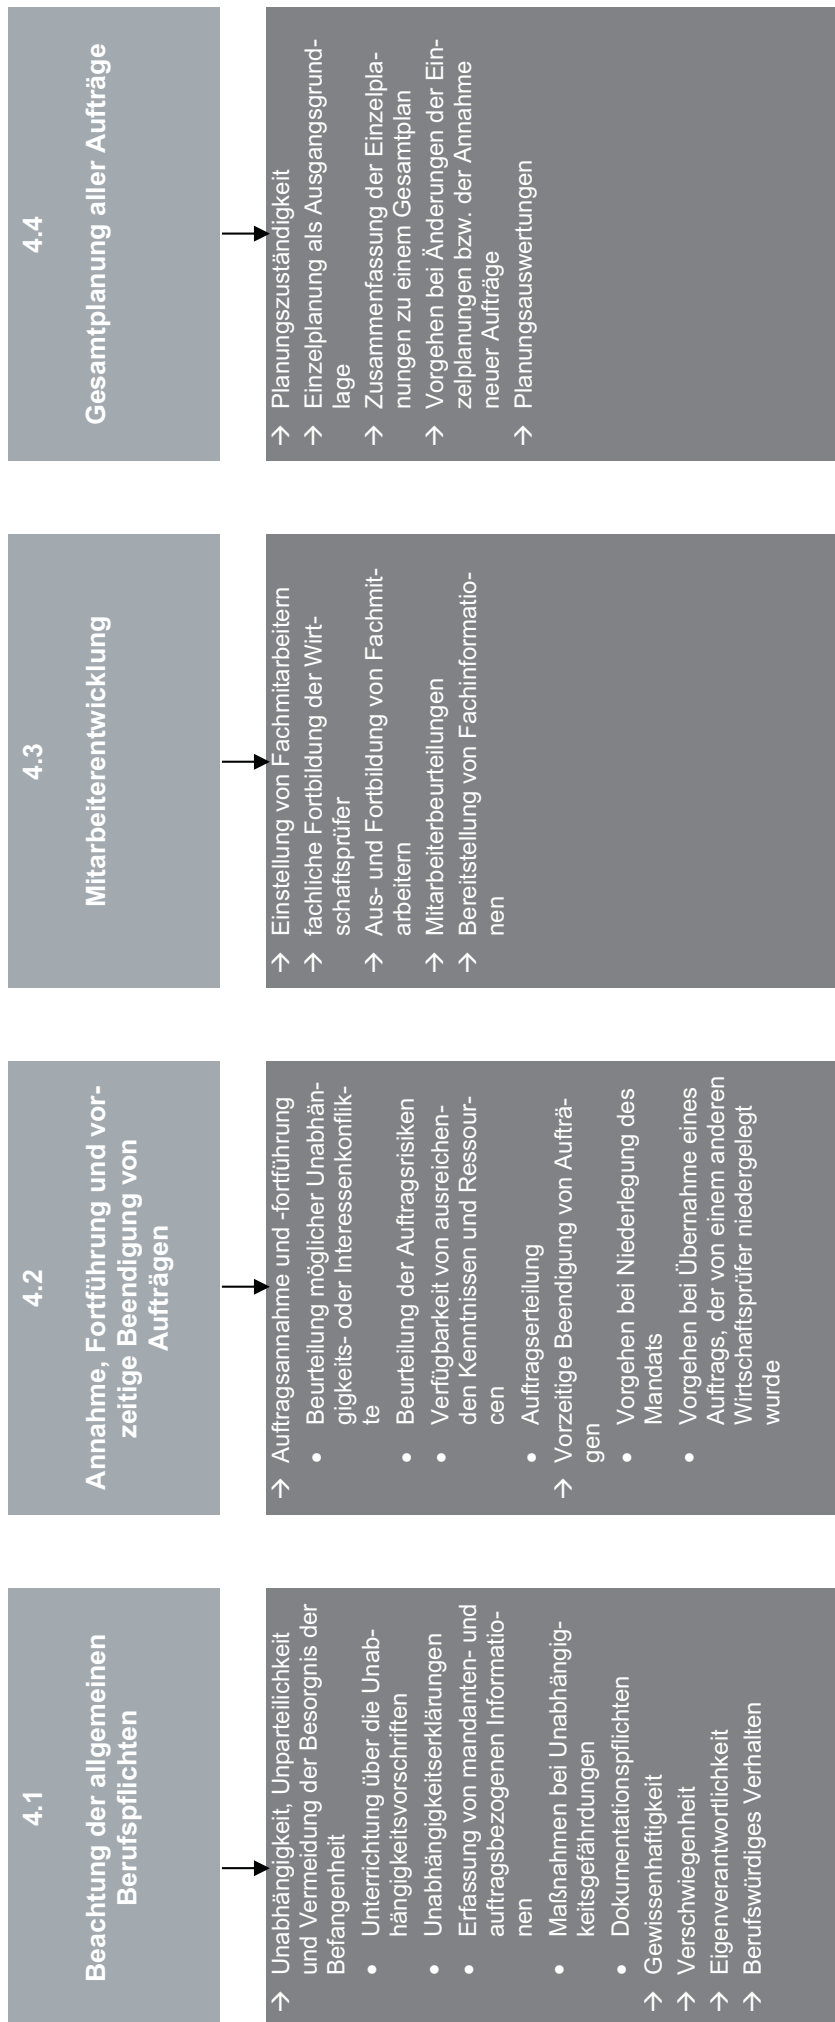 4.1
Beachtung der allgemeinen
Berufspflichten
→ Unabhängigkeit, Unparteilichkeit
und Vermeidung der Besorgnis der
Befangenheit
• Unterrichtung über die Unab-
hängigkeitsvorschriften
• Unabhängigkeitserklärungen
• Erfassung von mandanten- und
auftragsbezogenen Informatio-
nen
• Maßnahmen bei Unabhängig-
keitsgefährdungen
• Dokumentationspflichten
→ Gewissenhaftigkeit
→ Verschwiegenheit
→ Eigenverantwortlichkeit
→ Berufswürdiges Verhalten
4.2
Annahme, Fortführung und vor-
zeitige Beendigung von
Aufträgen
→ Auftragsannahme und -fortführung
• Beurteilung möglicher Unabhän-
gigkeits- oder Interessenkonflik-
te
• Beurteilung der Auftragsrisiken
• Verfügbarkeit von ausreichen-
den Kenntnissen und Ressour-
cen
• Auftragserteilung
→ Vorzeitige Beendigung von Aufträ-
gen
• Vorgehen bei Niederlegung des
Mandats
• Vorgehen bei Übernahme eines
Auftrags, der von einem anderen
Wirtschaftsprüfer niedergelegt
wurde
4.3
Mitarbeiterentwicklung
→ Einstellung von Fachmitarbeitern
→ fachliche Fortbildung der Wirt-
schaftsprüfer
→ Aus- und Fortbildung von Fachmit-
arbeitern
→ Mitarbeiterbeurteilungen
→ Bereitstellung von Fachinformatio-
nen
4.4
Gesamtplanung aller Aufträge
→ Planungszuständigkeit
→ Einzelplanung als Ausgangsgrund-
lage
→ Zusammenfassung der Einzelpla-
nungen zu einem Gesamtplan
→ Vorgehen bei Änderungen der Ein-
zelplanungen bzw. der Annahme
neuer Aufträge
→ Planungsauswertungen